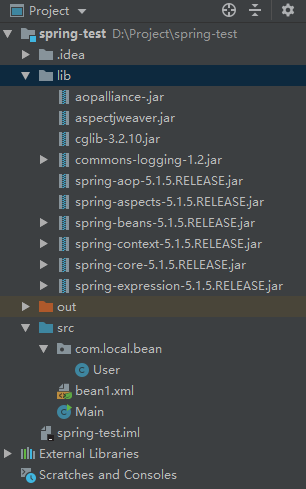 Project
spring-test D:\Project\spring-test
.idea
lib
aopalliance-.jar
aspectjweaver.jar
cglib-3.2.10.jar
commons-logging-1.2.jar
spring-aop-5.1.5.RELEASE.jar
spring-aspects-5.1.5.RELEASE.jar
spring-beans-5.1.5.RELEASE.jar
spring-context-5.1.5.RELEASE.jar
spring-core-5.1.5.RELEASE.jar
spring-expression-5.1.5.RELEASE.jar
out
src
com.local.bean
User
bean1.xml
Main
spring-test.iml
External Libraries
Scratches and Consoles